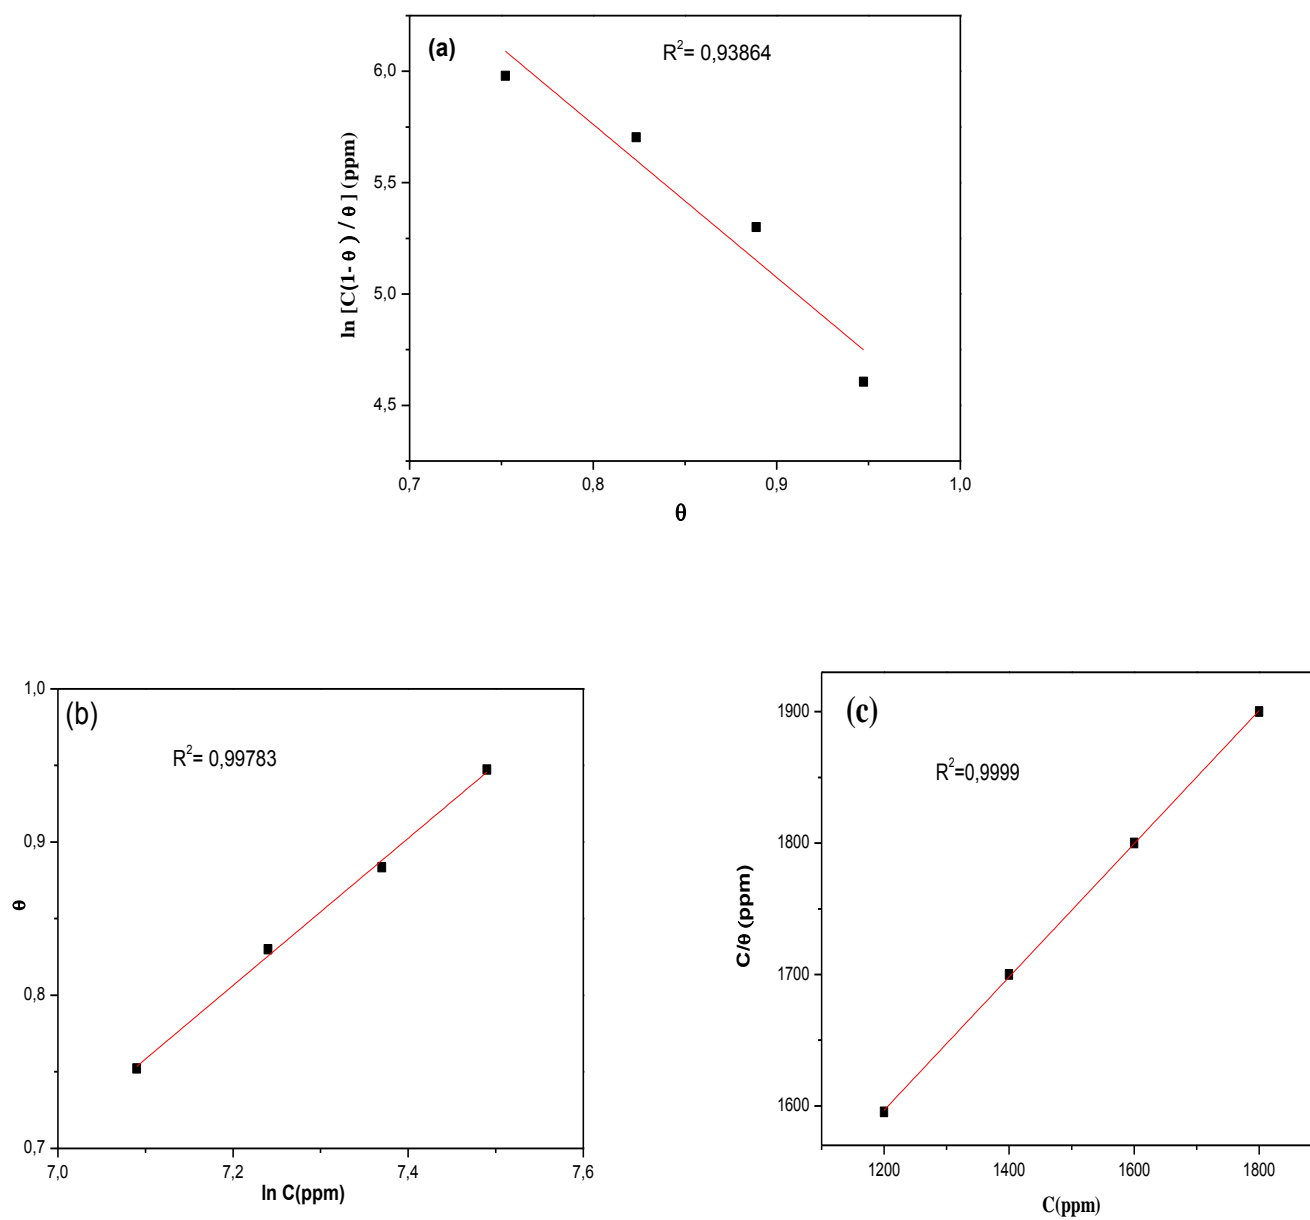 (a)
R²= 0,93864
6,0
5,5
5,0
4,5
ln [C(1- θ ) / θ ] (ppm)
0,7 0,8 0,9 1,0
θ
(b)
R²= 0,99783
1,0
0,9
0,8
0,7
θ
7,0 7,2 7,4 7,6
ln C(ppm)
(c)
R²=0,9999
1900
1800
1700
1600
C/θ (ppm)
1200 1400 1600 1800
C(ppm)